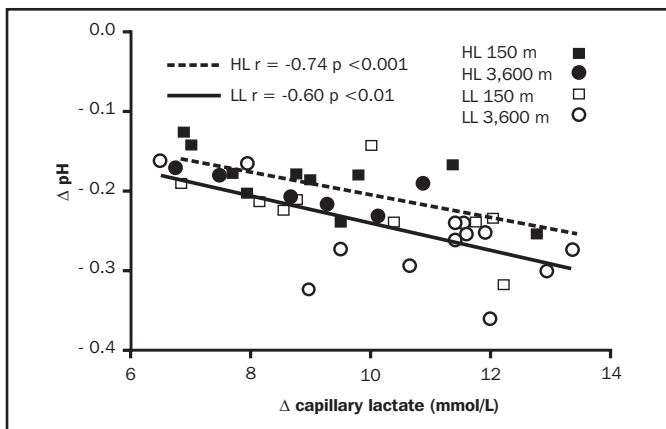 0.0
- 0.1
- 0.2
- 0.3
- 0.4
Δ pH
HL r = -0.74 p <0.001
LL r = -0.60 p <0.01
HL 150 m
HL 3,600 m
LL 150 m
LL 3,600 m
6 8 10 12 14
Δ capillary lactate (mmol/L)